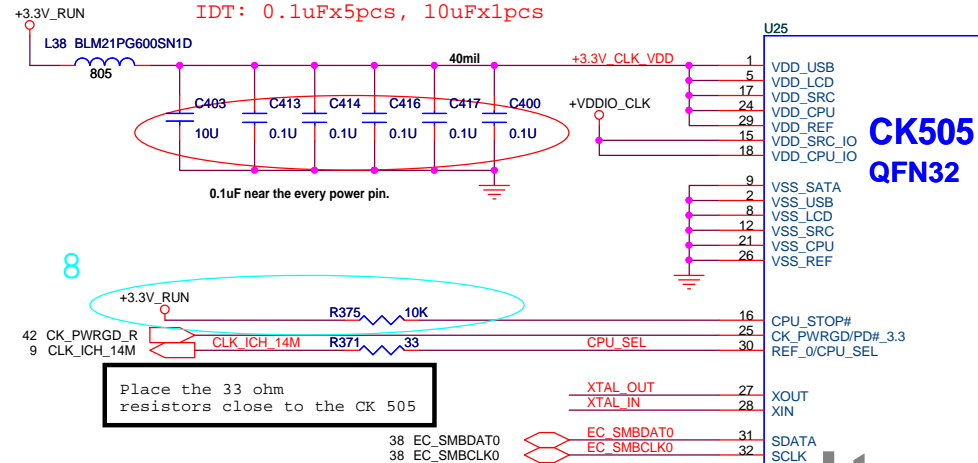 +3.3V_RUN
IDT: 0.1uFx5pcs, 10uFx1pcs
U25
L38 BLM21PG600SN1D
805
40mil
+3.3V_CLK_VDD
1 VDD_USB
5 VDD_LCD
17 VDD_SRC
24 VDD_CPU
29 VDD_REF
15 VDD_SRC_IO
18 VDD_CPU_IO
+VDDIO_CLK
CK505
QFN32
C403 C413 C414 C416 C417 C400
10U 0.1U 0.1U 0.1U 0.1U 0.1U
0.1uF near the every power pin.
9 VSS_SATA
2 VSS_USB
8 VSS_LCD
12 VSS_SRC
21 VSS_CPU
26 VSS_REF
8
+3.3V_RUN
R375 10K
16 CPU_STOP#
42 CK_PWRGD_R
25 CK_PWRGD/PD#_3.3
9 CLK_ICH_14M
CLK_ICH_14M
R371 33
CPU_SEL
30 REF_0/CPU_SEL
Place the 33 ohm
resistors close to the CK 505
XTAL_OUT
27 XOUT
XTAL_IN
28 XIN
38 EC_SMBDAT0
EC_SMBDAT0
31 SDATA
38 EC_SMBCLK0
EC_SMBCLK0
32 SCLK